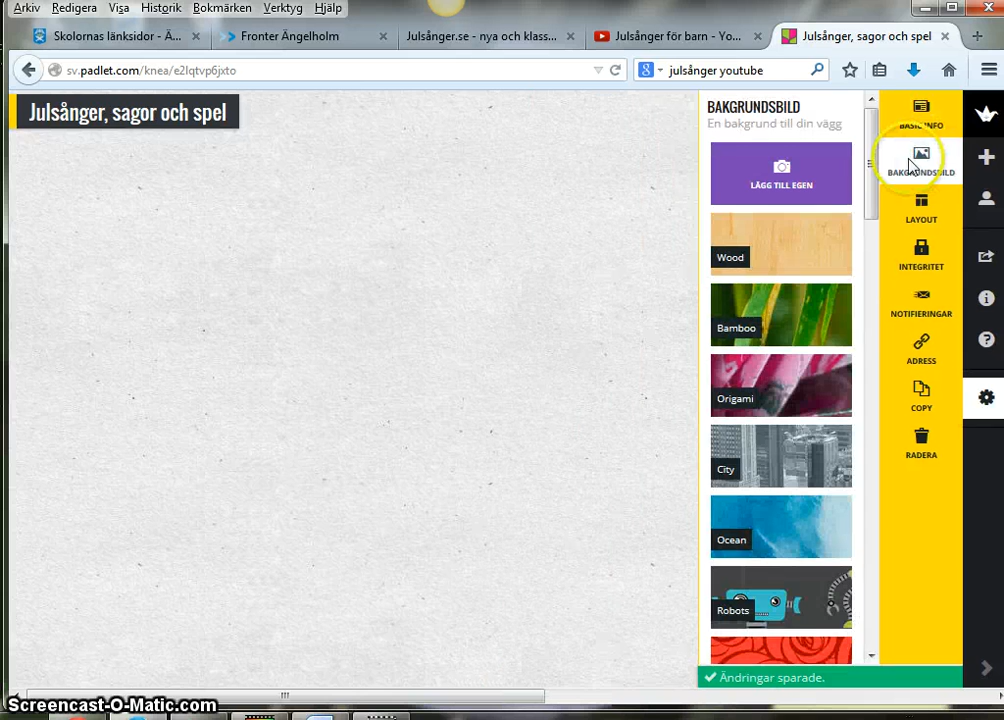 Arkiv Redigera Visa Historik Bokmärken Verktyg Hjälp
Skolornas länksidor - Ä...
Fronter Ängelholm
Julsånger.se - nya och klass...
Julsånger för barn - Yo...
Julsånger, sagor och spel
sv.padlet.com/knea/e2lqtvp6jxto
julsånger youtube
Julsånger, sagor och spel
BAKGRUNDSBILD
En bakgrund till din vägg
LÄGG TILL EGEN
Wood
Bamboo
Origami
City
Ocean
Robots
BASIC INFO
BAKGRUNDSBILD
LAYOUT
INTEGRITET
NOTIFIERINGAR
ADRESS
COPY
RADERA
Ändringar sparade.
Screencast-O-Matic.com